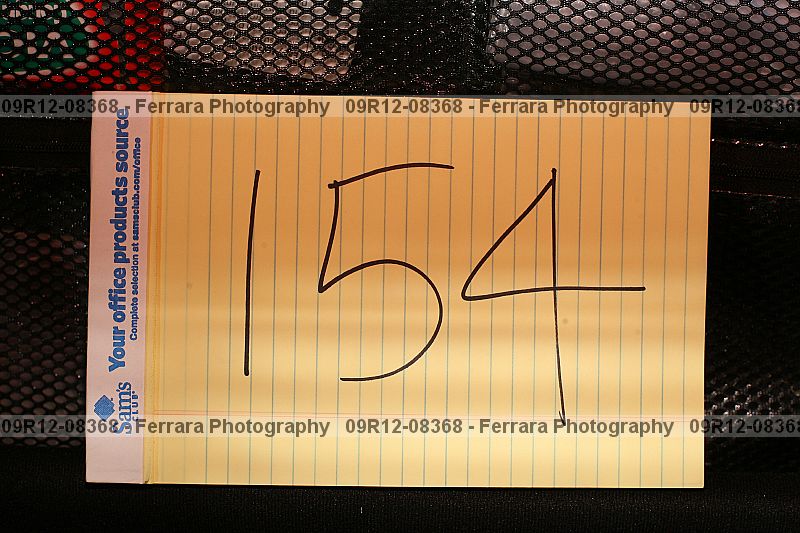 09R12-08368 - Ferrara Photography 09R12-08368 - Ferrara Photography 09R12-08368
154
Your office products source
Complete selection at samsclub.com/office
Sam's
CLUB
09R12-08368 - Ferrara Photography 09R12-08368 - Ferrara Photography 09R12-08368